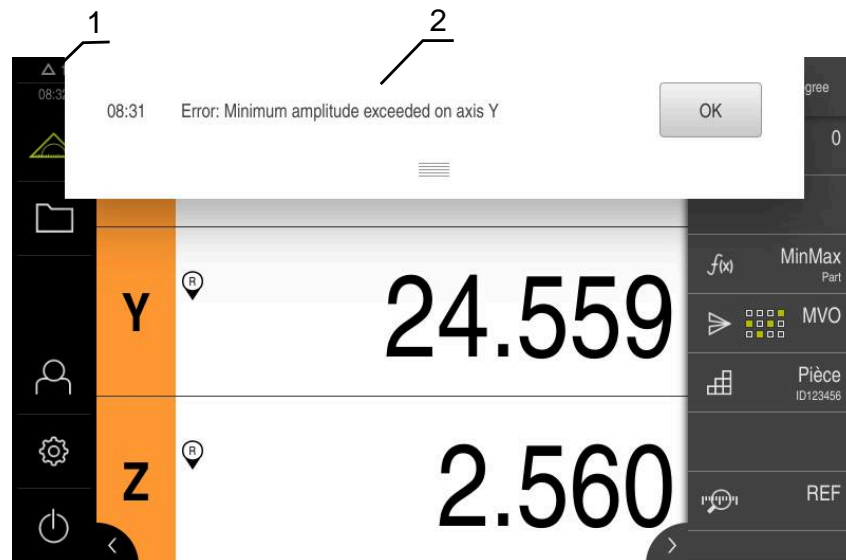 1
2
08:31 Error: Minimum amplitude exceeded on axis Y OK
gree
0
Y R 24.559
Z R 2.560
f(x) MinMax
Part
MVO
Pièce
ID123456
REF